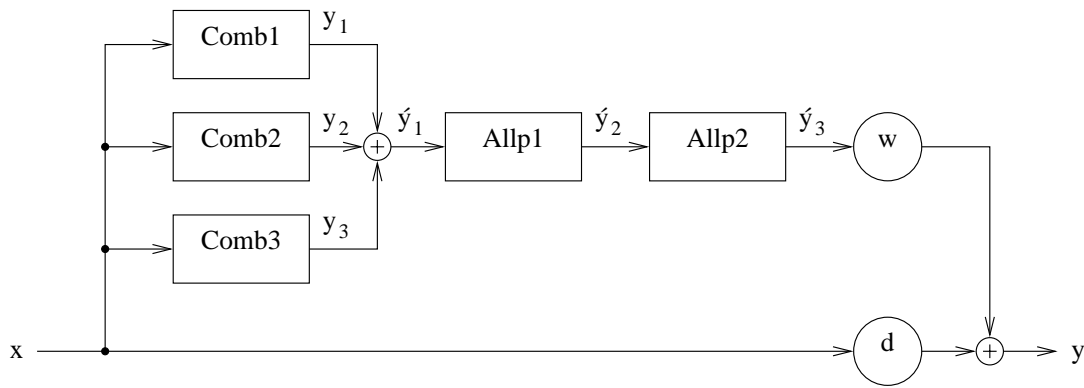 Comb1
y1
Comb2
y2
+
ý1
Allp1
ý2
Allp2
ý3
w
Comb3
y3
x
d
+
y